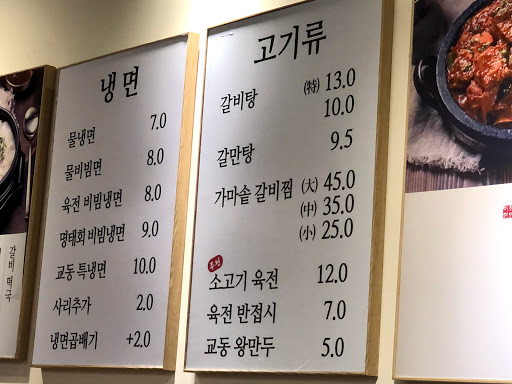 냉면
물냉면 7.0
물비빔면 8.0
육전 비빔냉면 8.0
명태회 비빔냉면 9.0
교동 특냉면 10.0
사리추가 2.0
냉면곱빼기 +2.0
고기류
갈비탕 (特) 13.0
10.0
갈만탕 9.5
가마솥 갈비찜 (大) 45.0
(中) 35.0
(小) 25.0
추천
소고기 육전 12.0
육전 반접시 7.0
교동 왕만두 5.0
갈비 떡국